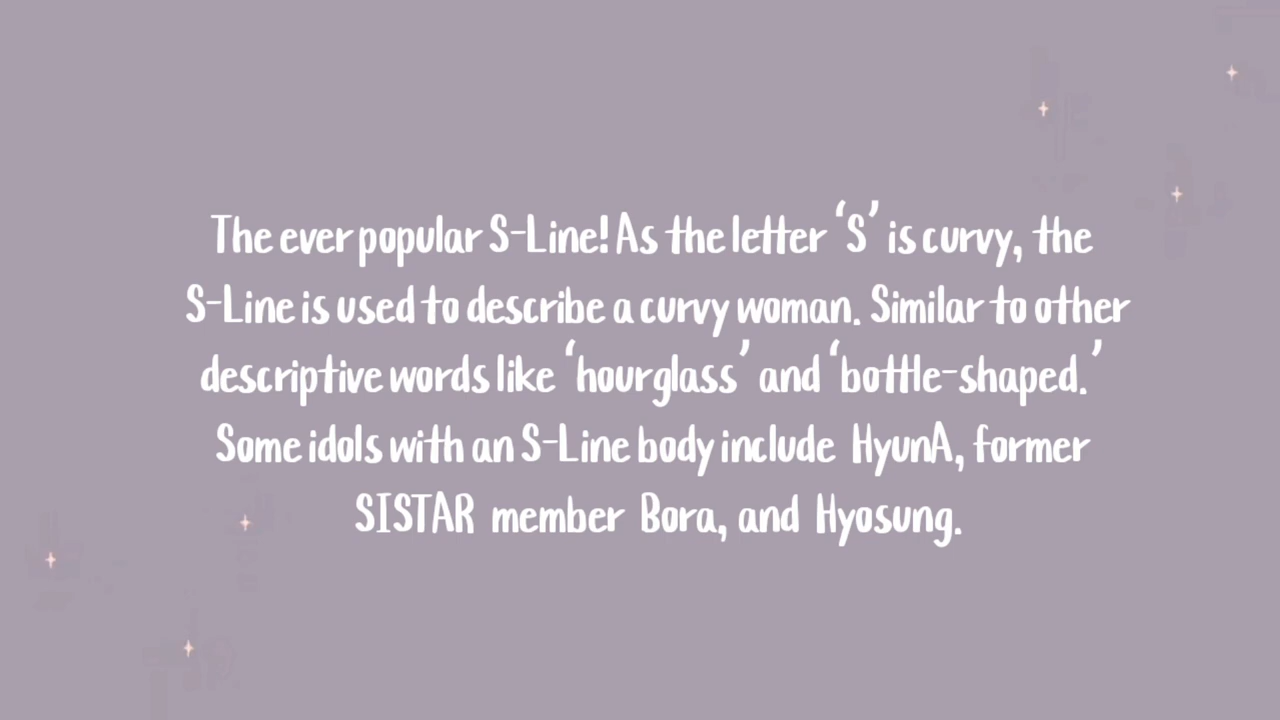 The ever popular S-Line! As the letter ‘S’ is curvy, the
S-Line is used to describe a curvy woman. Similar to other
descriptive words like ‘hourglass’ and ‘bottle-shaped.’
Some idols with an S-Line body include HyunA, former
SISTAR member Bora, and Hyosung.